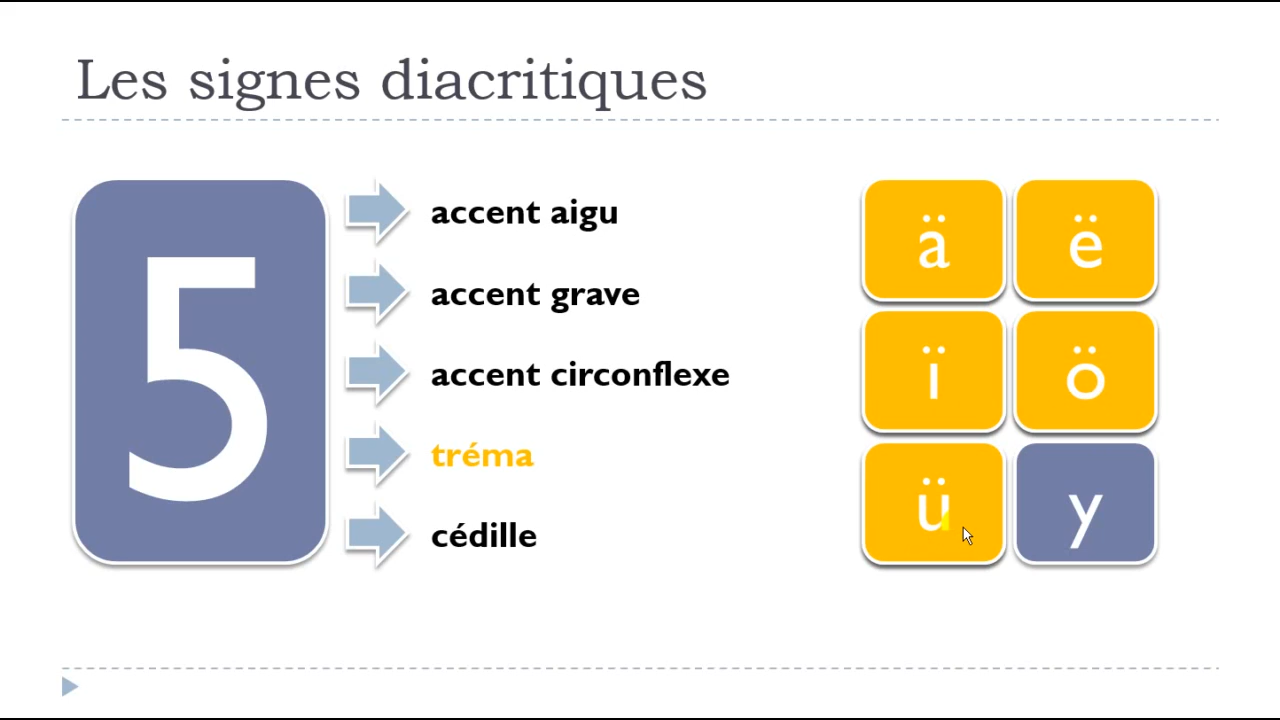 Les signes diacritiques
5
accent aigu
accent grave
accent circonflexe
tréma
cédille
ä ë
ï ö
ü y